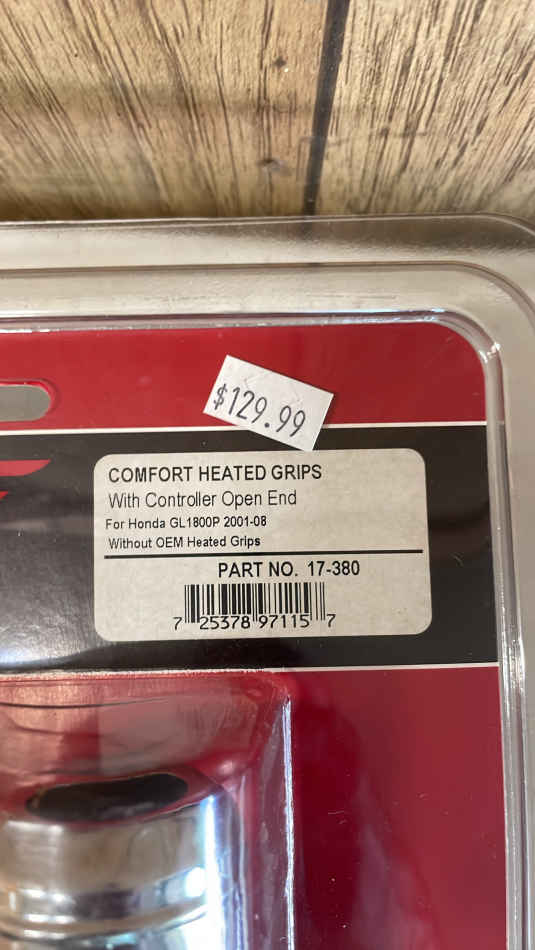 $129.99
COMFORT HEATED GRIPS
With Controller Open End
For Honda GL1800P 2001-08
Without OEM Heated Grips
PART NO. 17-380
7 25378 97115 7